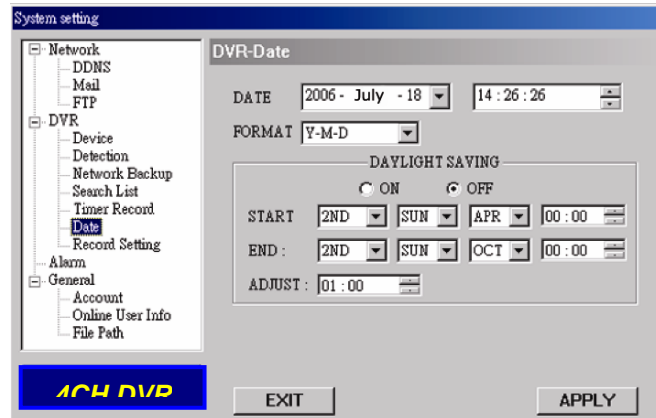 System setting
Network
DDNS
Mail
FTP
DVR
Device
Detection
Network Backup
Search List
Timer Record
Date
Record Setting
Alarm
General
Account
Online User Info
File Path
4CH DVR
DVR-Date
DATE 2006 - July - 18 14 : 26 : 26
FORMAT Y-M-D
DAYLIGHT SAVING
ON OFF
START 2ND SUN APR 00 : 00
END : 2ND SUN OCT 00 : 00
ADJUST : 01 : 00
EXIT APPLY